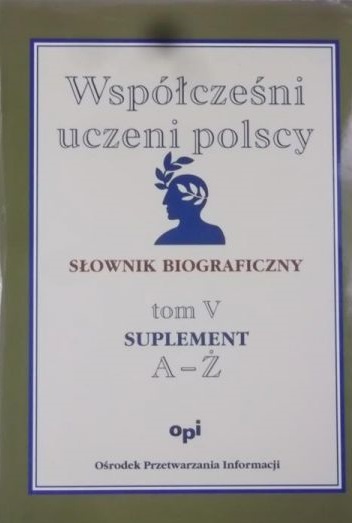 Współcześni
uczeni polscy
SŁOWNIK BIOGRAFICZNY
tom V
SUPLEMENT
A – Ż
opi
Ośrodek Przetwarzania Informacji